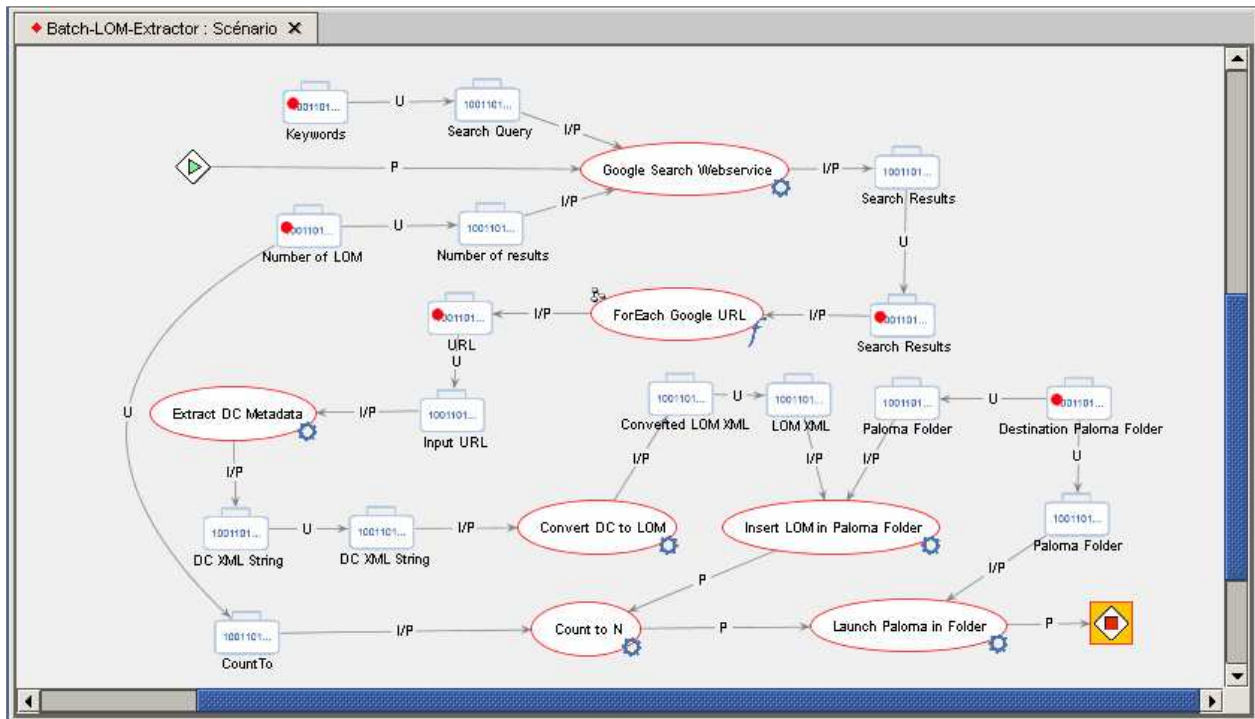 Batch-LOM-Extractor : Scénario
1001101...
U
1001101...
Keywords
Search Query
I/P
P
Google Search Webservice
I/P
1001101...
Search Results
I/P
1001101...
U
1001101...
Number of LOM
Number of results
U
1001101...
URL
I/P
ForEach Google URL
I/P
1001101...
Search Results
U
U
Extract DC Metadata
I/P
1001101...
Input URL
1001101...
U
1001101...
Converted LOM XML
LOM XML
1001101...
U
1001101...
Paloma Folder
Destination Paloma Folder
I/P
I/P
I/P
I/P
U
1001101...
U
1001101...
DC XML String
DC XML String
I/P
Convert DC to LOM
Insert LOM in Paloma Folder
1001101...
Paloma Folder
P
I/P
1001101...
CountTo
I/P
Count to N
P
Launch Paloma in Folder
P